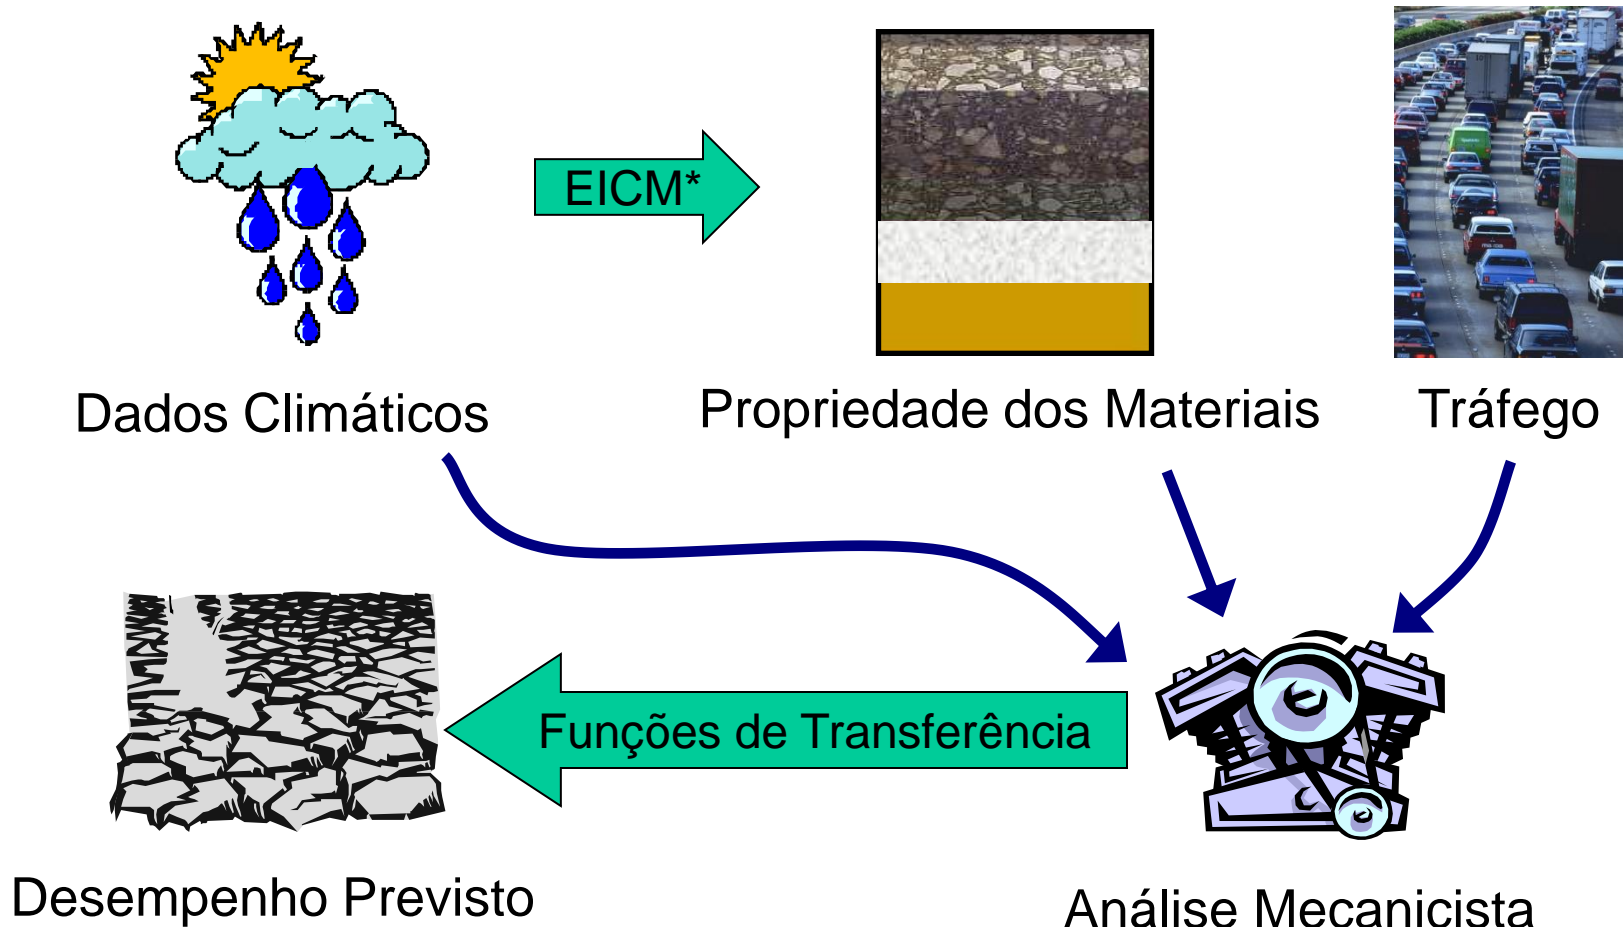 EICM*
Dados Climáticos
Propriedade dos Materiais
Tráfego
Funções de Transferência
Desempenho Previsto
Análise Mecanicista